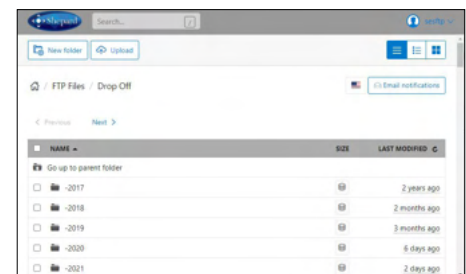 Shepard Search...
New folder Upload
/ FTP Files / Drop Off Email notifications
< Previous Next >
NAME SIZE LAST MODIFIED
Go up to parent folder
-2017 2 years ago
-2018 2 months ago
-2019 3 months ago
-2020 6 days ago
-2021 2 days ago